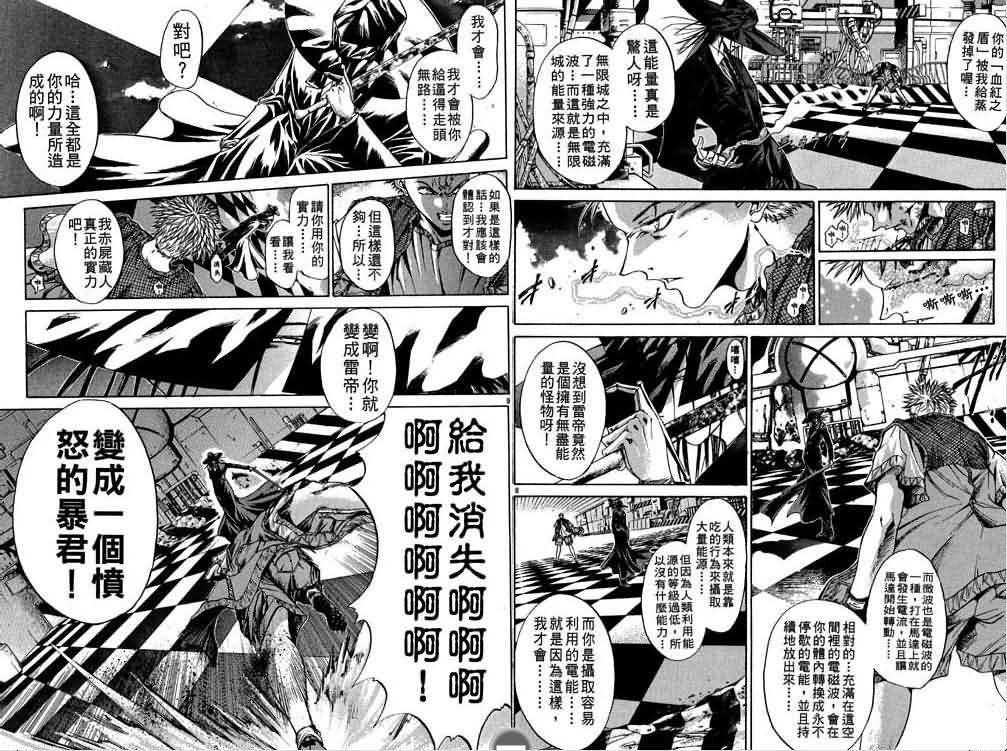 你的「血紅之
盾」被我給蒸
發掉了喔…
這能量真是
驚人呀…
無限城之中，充滿
了一種強力的電磁
波…而這就是無限
城的能量來源…
嘶嘶嘶…
嘻嘻…
沒想到雷帝竟然
是個擁有無盡能
量的怪物呀！
而微波也是電磁波的
一種，打在馬達上就
會發生電流，並且讓
馬達開始轉動……
相對的…充滿在這空
間裡的電磁波，會在
你的體內轉換成永不
停歇的電能，並且持
續地放出來…
人類本來就是靠
吃的行為來攝取
大量能源……
但因為人類利用能
源的等級過低，所
以沒有什麼能力…
而你是攝取容易
利用的電能……
就是因為這樣，
我才會…
8
我才會……
我才會被你
給逼得走頭
無路……
對吧？
哈…這全都是
你的力量所造
成的啊！
如果是這樣的
話…我應該會
體認到才對！
但這樣還不
夠…所以…
讓我看看
請你用你的
實力…
我赤屍藏人
真正的實力
吧！
變啊！你就
變成雷帝…
9
給我消失啊啊啊
啊啊啊啊啊啊！
變成一個憤
怒的暴君！